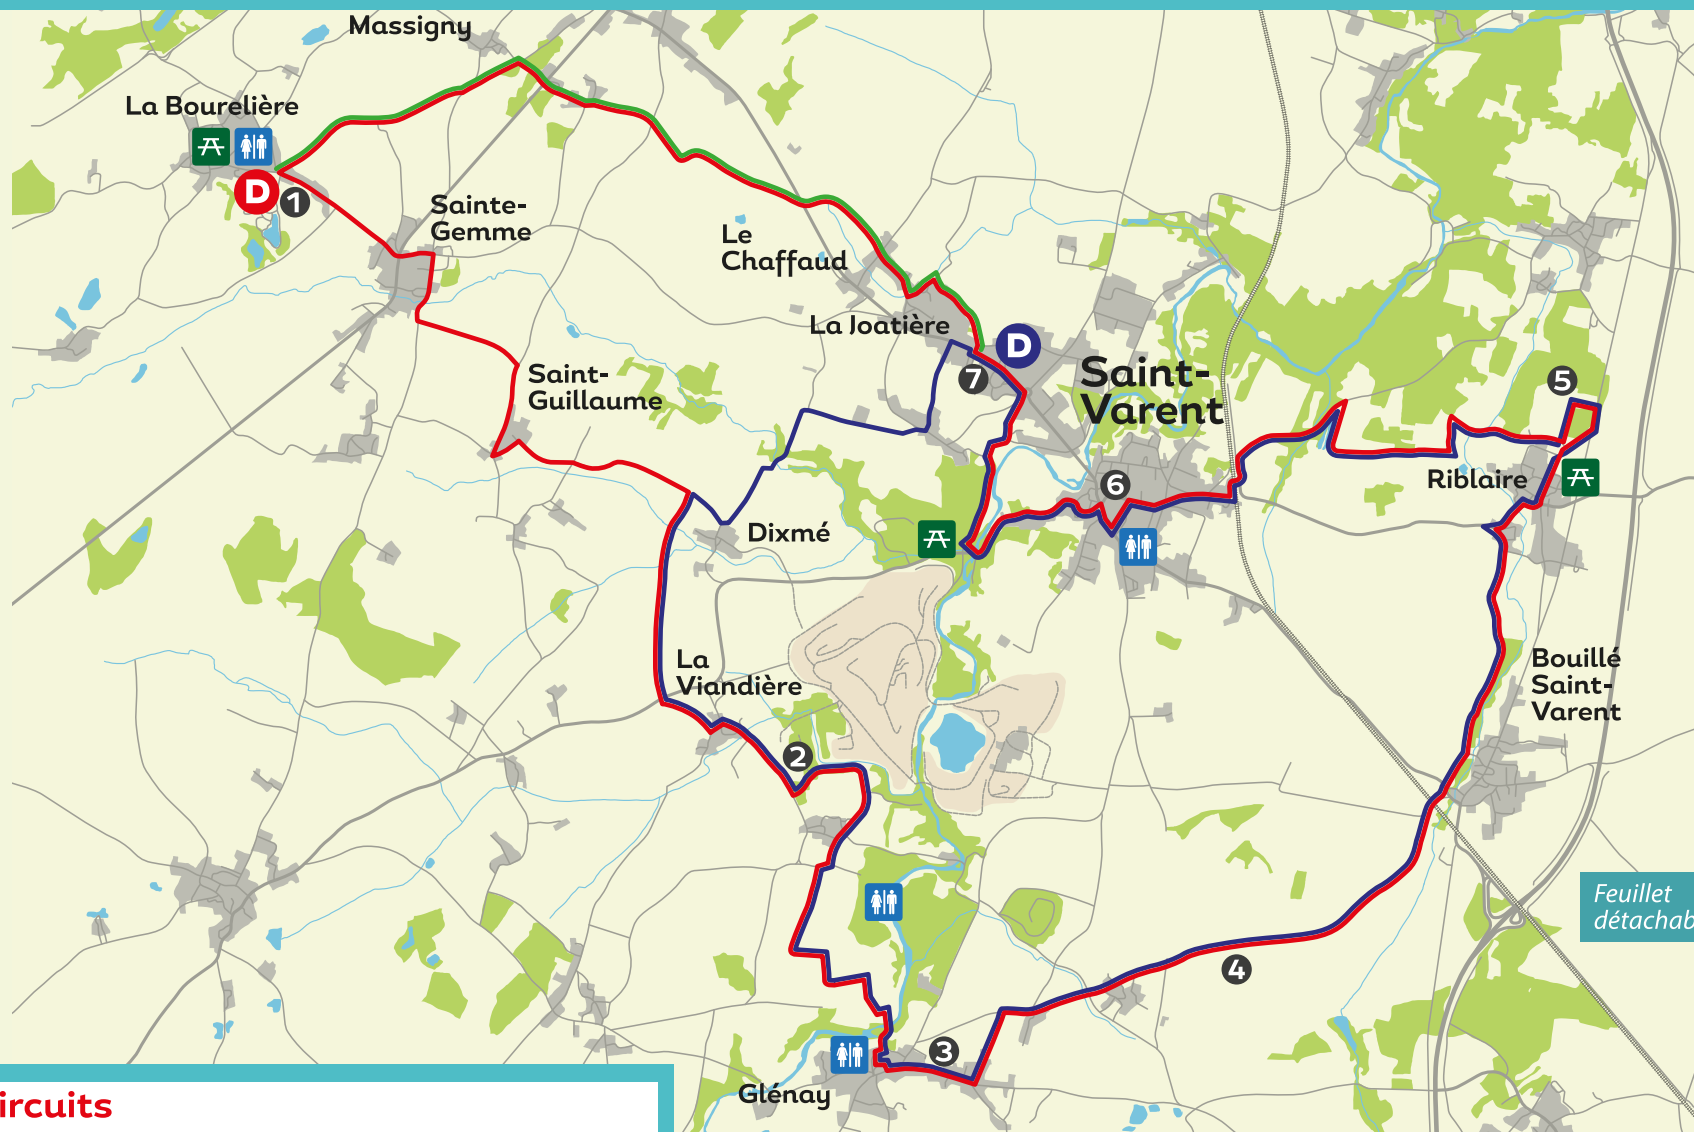 Massigny
La Bourelière
D
1
Sainte-
Gemme
Le
Chaffaud
La Joatière
D
7
Saint-
Varent
Saint-
Guillaume
5
Riblaire
6
Dixmé
La
Viandière
2
Bouillé
Saint-
Varent
Feuillet
détachab
4
3
Glénay
ircuits